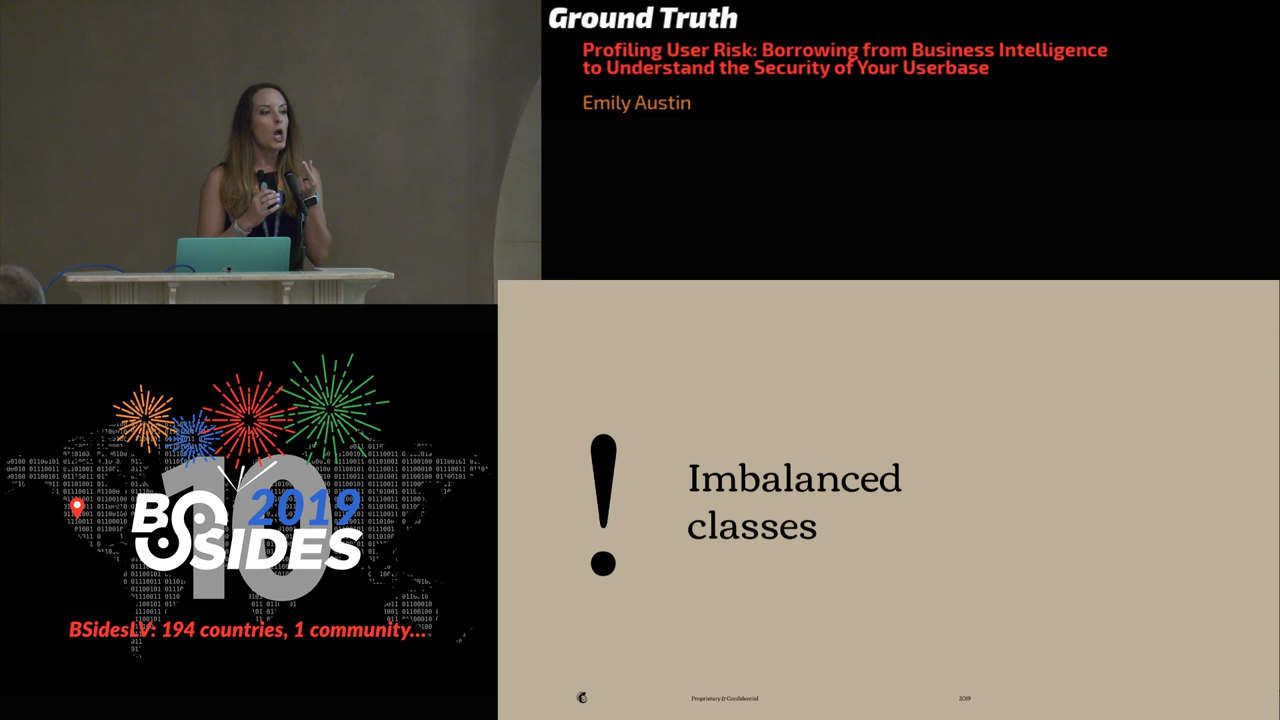 Ground Truth
Profiling User Risk: Borrowing from Business Intelligence
to Understand the Security of Your Userbase
Emily Austin
10
BSIDES
2019
BSidesLV: 194 countries, 1 community...
!
Imbalanced
classes
Proprietary & Confidential
2019